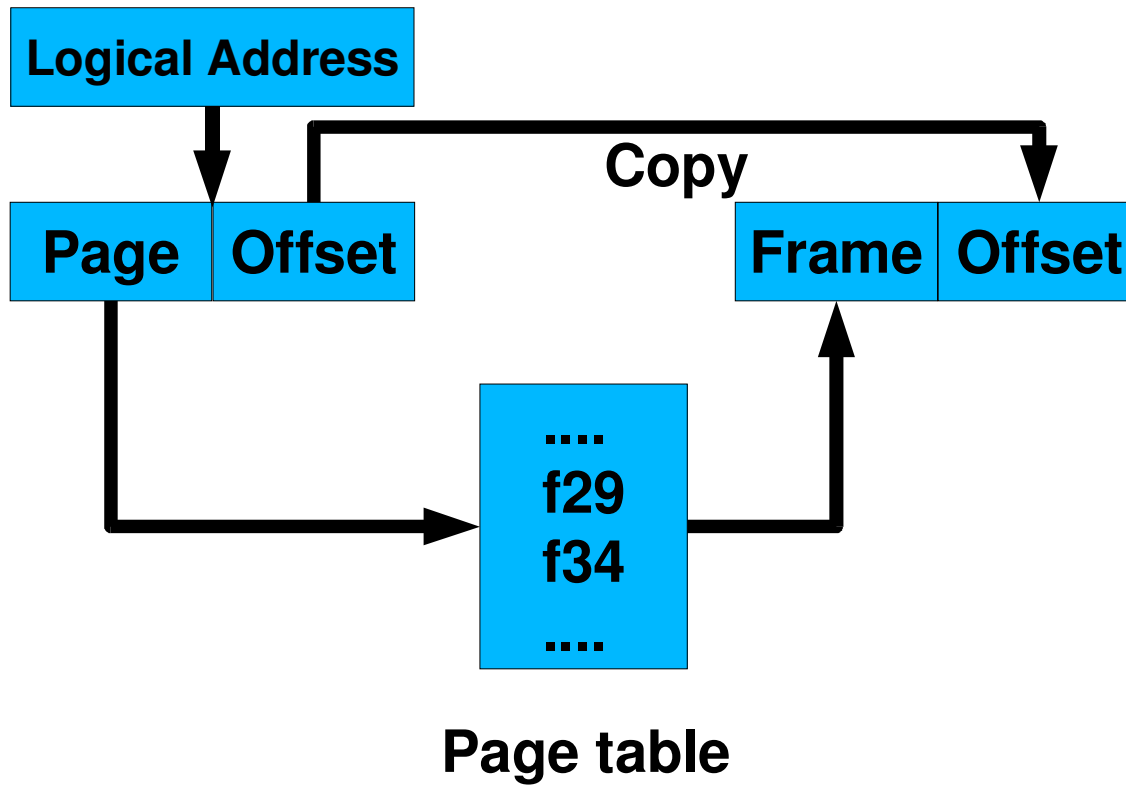 Logical Address
Copy
Page Offset
Frame Offset
....
f29
f34
....
Page table